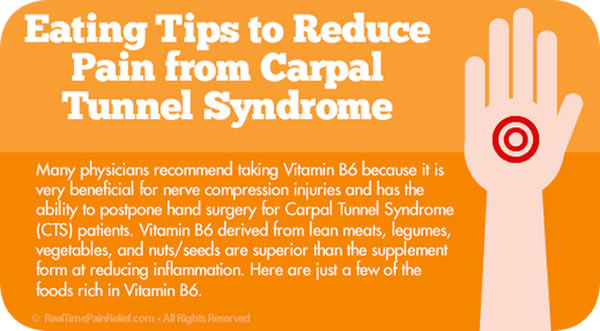 Eating Tips to Reduce
Pain from Carpal
Tunnel Syndrome
Many physicians recommend taking Vitamin B6 because it is
very beneficial for nerve compression injuries and has the
ability to postpone hand surgery for Carpal Tunnel Syndrome
(CTS) patients. Vitamin B6 derived from lean meats, legumes,
vegetables, and nuts/seeds are superior than the supplement
form at reducing inflammation. Here are just a few of the
foods rich in Vitamin B6.
© RealTimePainRelief.com • All Rights Reserved